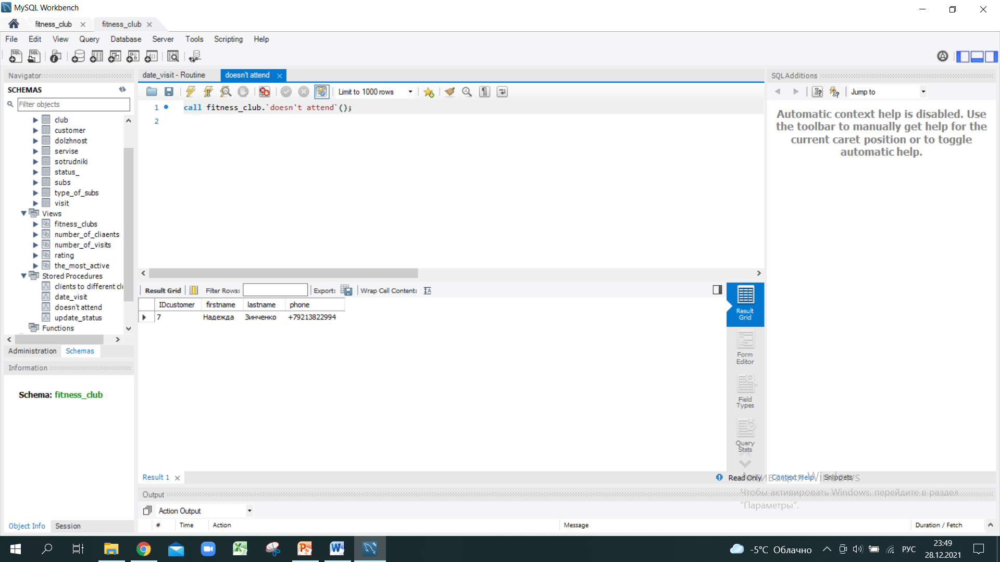 MySQL Workbench
fitness_club
fitness_club
File Edit View Query Database Server Tools Scripting Help
Navigator
SCHEMAS
Filter objects
club
customer
dolzhnost
servise
sotrudniki
status_
subs
type_of_subs
visit
Views
fitness_clubs
number_of_cliaents
number_of_visits
rating
the_most_active
Stored Procedures
clients to different clu
date_visit
doesn't attend
update_status
Functions
Administration Schemas
Information
Schema: fitness_club
Object Info Session
date_visit - Routine
doesn't attend
Limit to 1000 rows
1 call fitness_club.`doesn't attend`();
2
Result Grid Filter Rows: Export: Wrap Cell Content:
IDcustomer firstname lastname phone
7 Надежда Зинченко +79213822994
Result Grid
Form Editor
Field Types
Query Stats
Result 1
Read Only
Context Help Snippets
SQLAdditions
Jump to
Automatic context help is disabled. Use
the toolbar to manually get help for the
current caret position or to toggle
automatic help.
Активация Windows
Чтобы активировать Windows, перейдите в раздел
"Параметры".
Output
Action Output
# Time Action Message Duration / Fetch
-5°C Облачно
РУС
23:49
28.12.2021